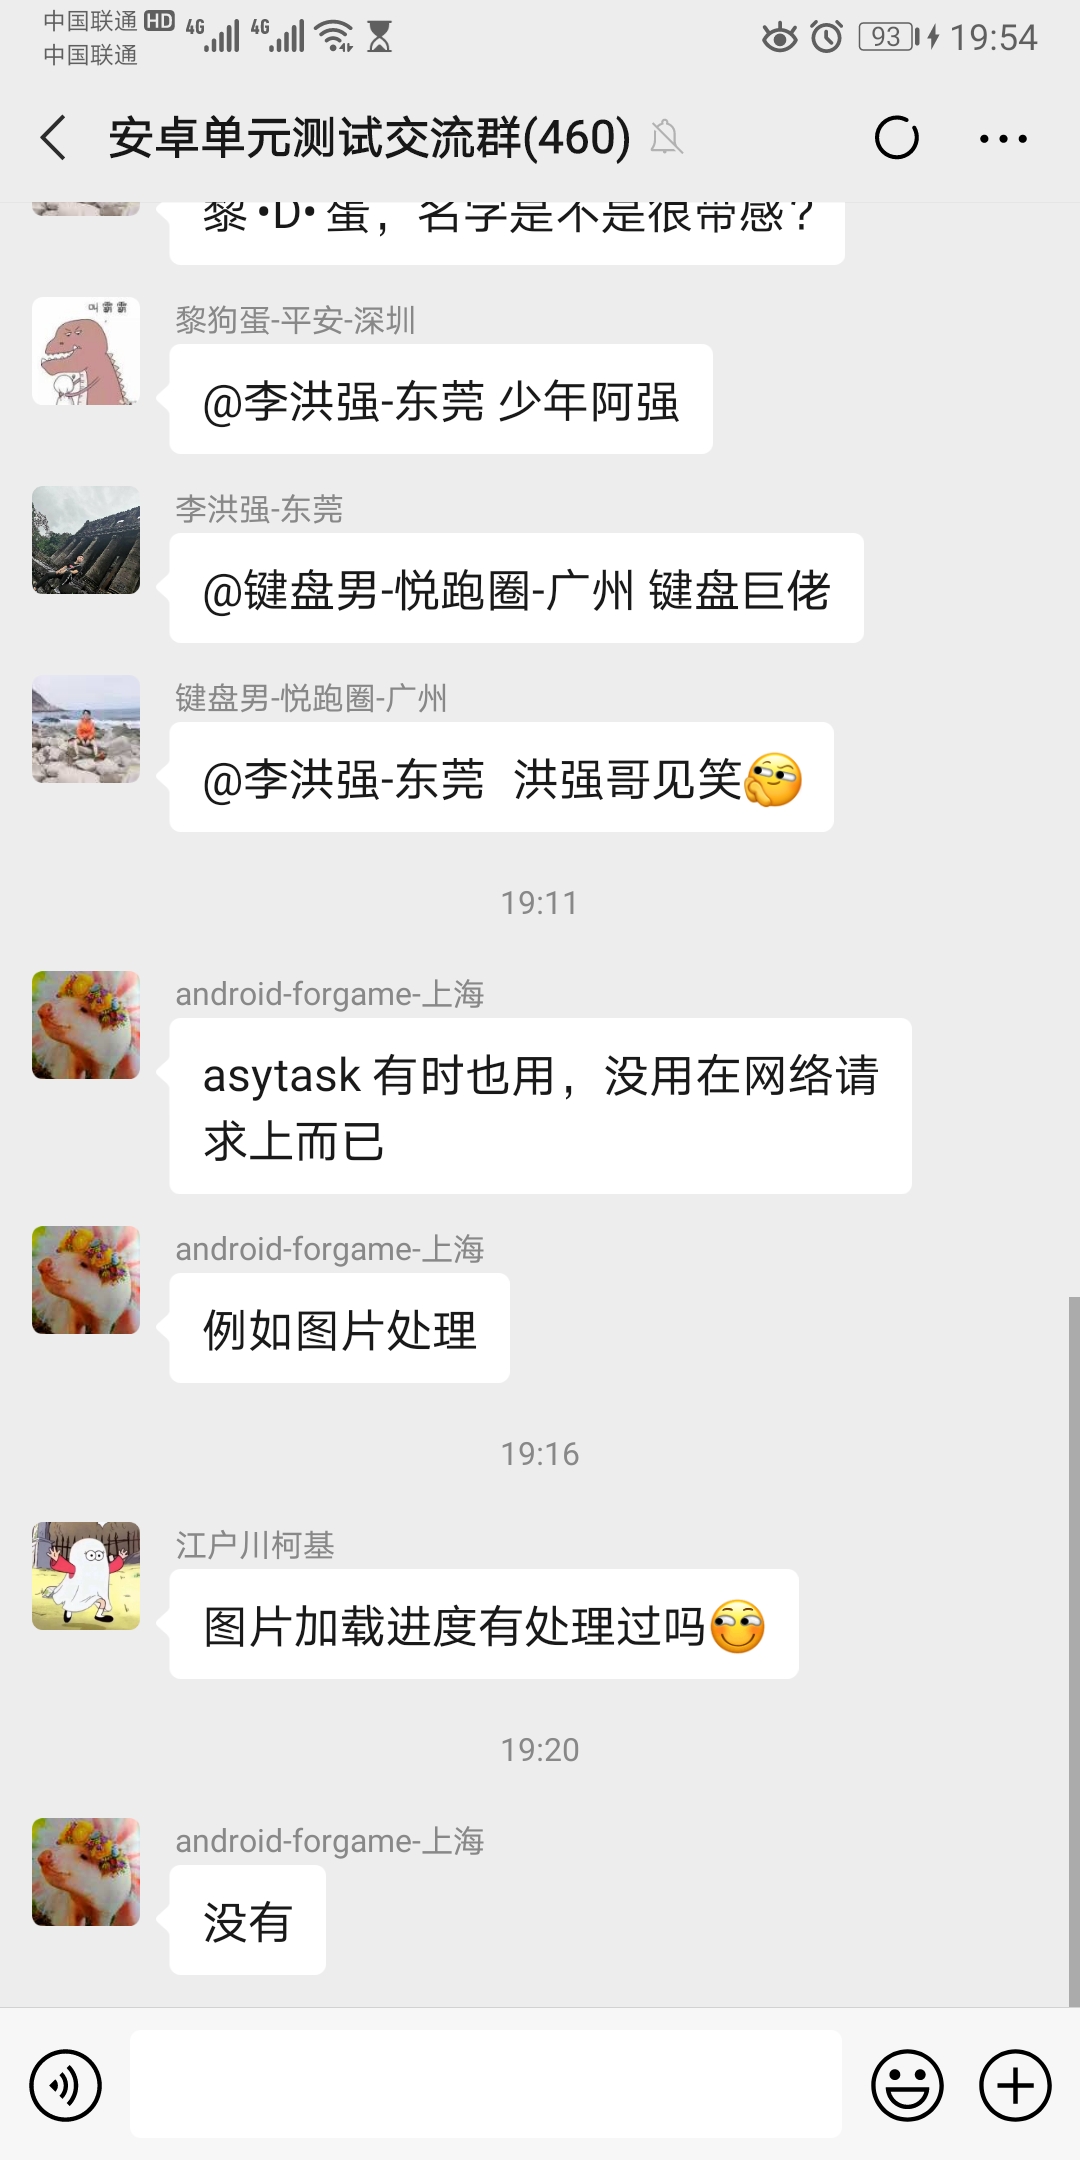 中国联通 HD 4G 4G 93 19:54
中国联通
安卓单元测试交流群(460)
黎•D•蛋，名字是不是很带感？
叫霸霸
黎狗蛋-平安-深圳
@李洪强-东莞 少年阿强
李洪强-东莞
@键盘男-悦跑圈-广州 键盘巨佬
键盘男-悦跑圈-广州
@李洪强-东莞 洪强哥见笑
19:11
android-forgame-上海
asytask 有时也用，没用在网络请
求上而已
android-forgame-上海
例如图片处理
19:16
江户川柯基
图片加载进度有处理过吗
19:20
android-forgame-上海
没有